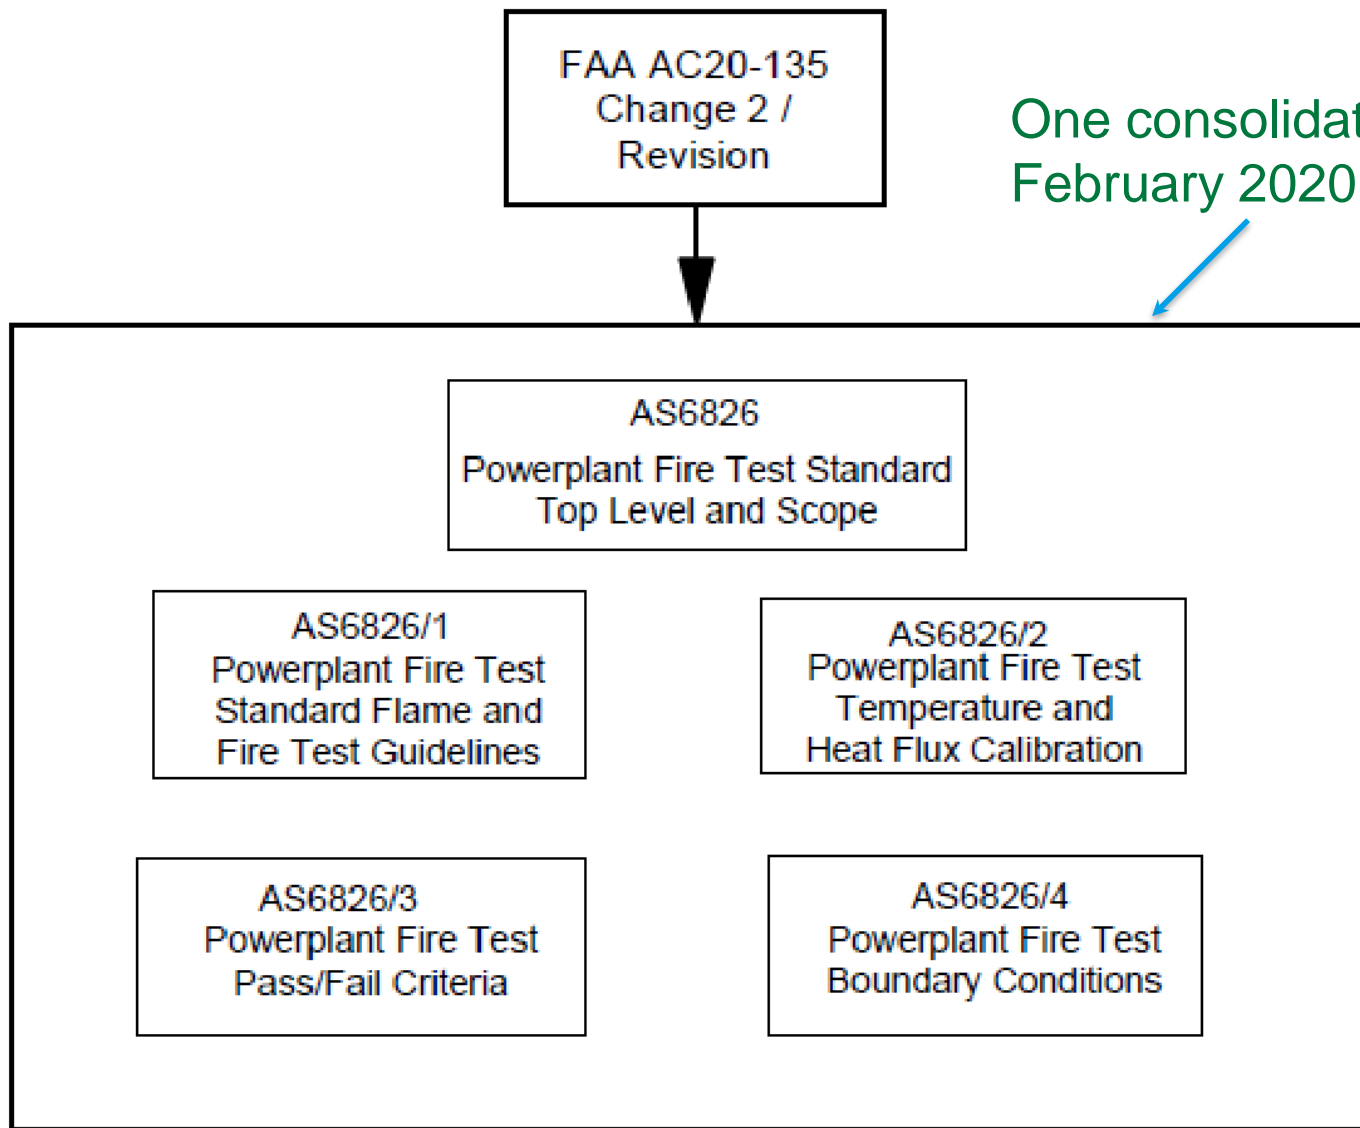 FAA AC20-135
Change 2 /
Revision
One consolidat
February 2020
AS6826
Powerplant Fire Test Standard
Top Level and Scope
AS6826/1
Powerplant Fire Test
Standard Flame and
Fire Test Guidelines
AS6826/2
Powerplant Fire Test
Temperature and
Heat Flux Calibration
AS6826/3
Powerplant Fire Test
Pass/Fail Criteria
AS6826/4
Powerplant Fire Test
Boundary Conditions